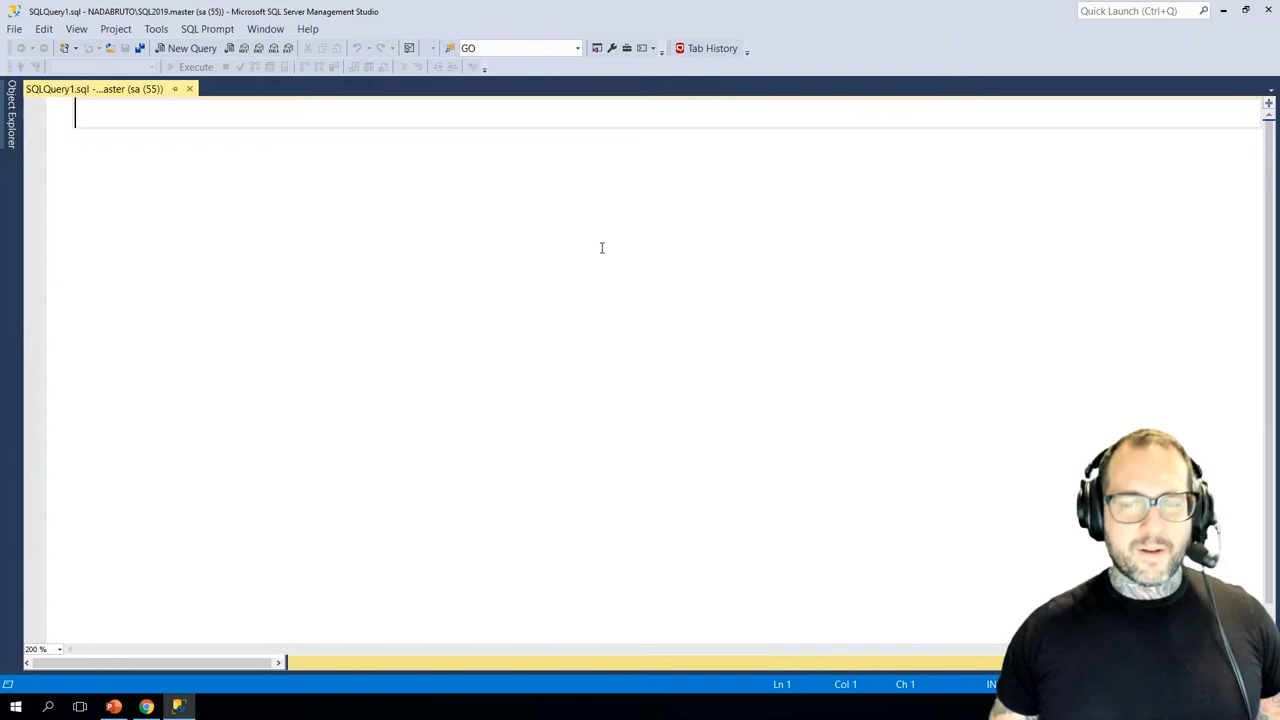 SQLQuery1.sql - NADABRUTO\SQL2019.master (sa (55)) - Microsoft SQL Server Management Studio
Quick Launch (Ctrl+Q)
File Edit View Project Tools SQL Prompt Window Help
New Query GO Tab History
Execute
SQLQuery1.sql -...aster (sa (55))
Object Explorer
200 %
Ln 1 Col 1 Ch 1 IN